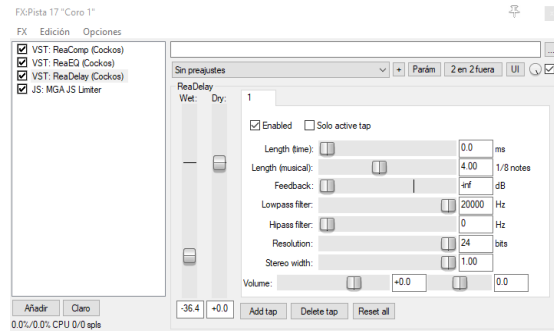 FX:Pista 17 "Coro 1"
FX Edición Opciones
VST: ReaComp (Cockos)
VST: ReaEQ (Cockos)
VST: ReaDelay (Cockos)
JS: MGA JS Limiter
Añadir Claro
0.0%/0.0% CPU 0/0 spls
...
Sin preajustes + Parám 2 en 2 fuera UI
ReaDelay
Wet: Dry: 1
Enabled Solo active tap
Length (time): 0.0 ms
Length (musical): 4.00 1/8 notes
Feedback: -inf dB
Lowpass filter: 20000 Hz
Hipass filter: 0 Hz
Resolution: 24 bits
Stereo width: 1.00
Volume: +0.0 0.0
-36.4 +0.0 Add tap Delete tap Reset all